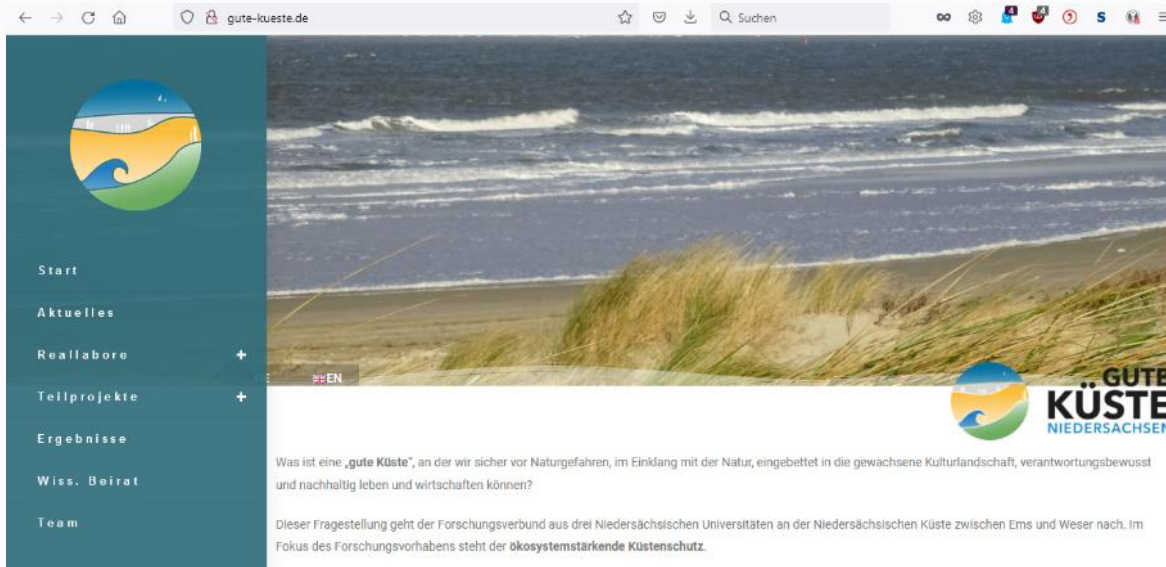 gute-kueste.de
Suchen
4
4
S
Start
Aktuelles
Reallabore +
Teilprojekte +
Ergebnisse
Wiss. Beirat
Team
EN
GUTE
KÜSTE
NIEDERSACHSEN
Was ist eine „gute Küste“, an der wir sicher vor Naturgefahren, im Einklang mit der Natur, eingebettet in die gewachsene Kulturlandschaft, verantwortungsbewusst
und nachhaltig leben und wirtschaften können?
Dieser Fragestellung geht der Forschungsverbund aus drei Niedersächsischen Universitäten an der Niedersächsischen Küste zwischen Ems und Weser nach. Im
Fokus des Forschungsvorhabens steht der ökosystemstärkende Küstenschutz.